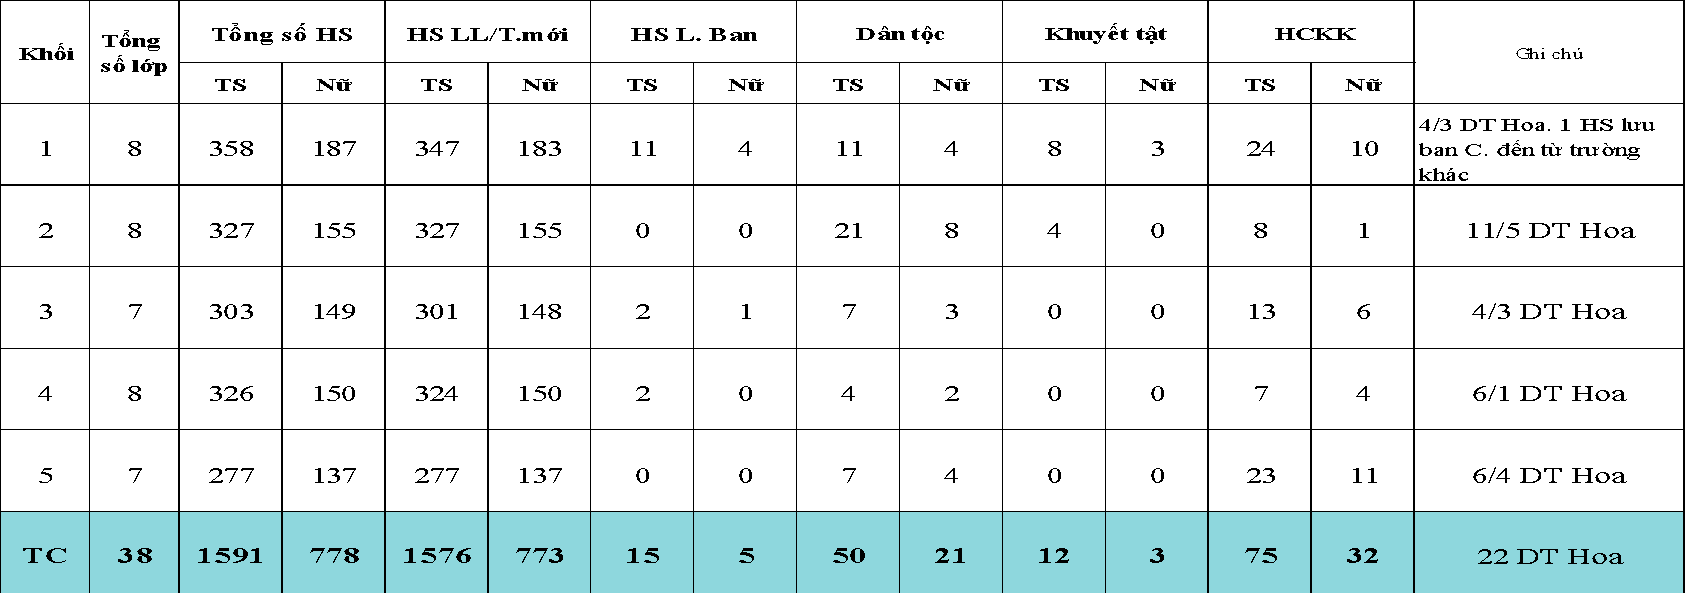 Khối Tổng số lớp Tổng số HS HS LL/T.mới HS L. Ban Dân tộc Khuyết tật HCKK Ghi chú
TS Nữ TS Nữ TS Nữ TS Nữ TS Nữ TS Nữ
1 8 358 187 347 183 11 4 11 4 8 3 24 10 4/3 DT Hoa. 1 HS lưu
ban C. đến từ trường
khác
2 8 327 155 327 155 0 0 21 8 4 0 8 1 11/5 DT Hoa
3 7 303 149 301 148 2 1 7 3 0 0 13 6 4/3 DT Hoa
4 8 326 150 324 150 2 0 4 2 0 0 7 4 6/1 DT Hoa
5 7 277 137 277 137 0 0 7 4 0 0 23 11 6/4 DT Hoa
TC 38 1591 778 1576 773 15 5 50 21 12 3 75 32 22 DT Hoa